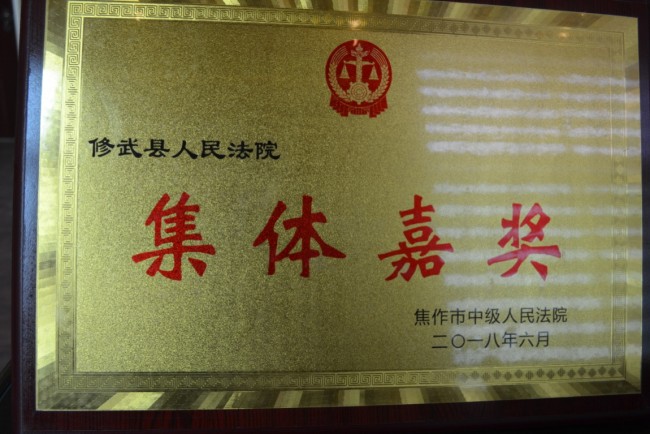 修武县人民法院
集体嘉奖
焦作市中级人民法院
二〇一八年六月